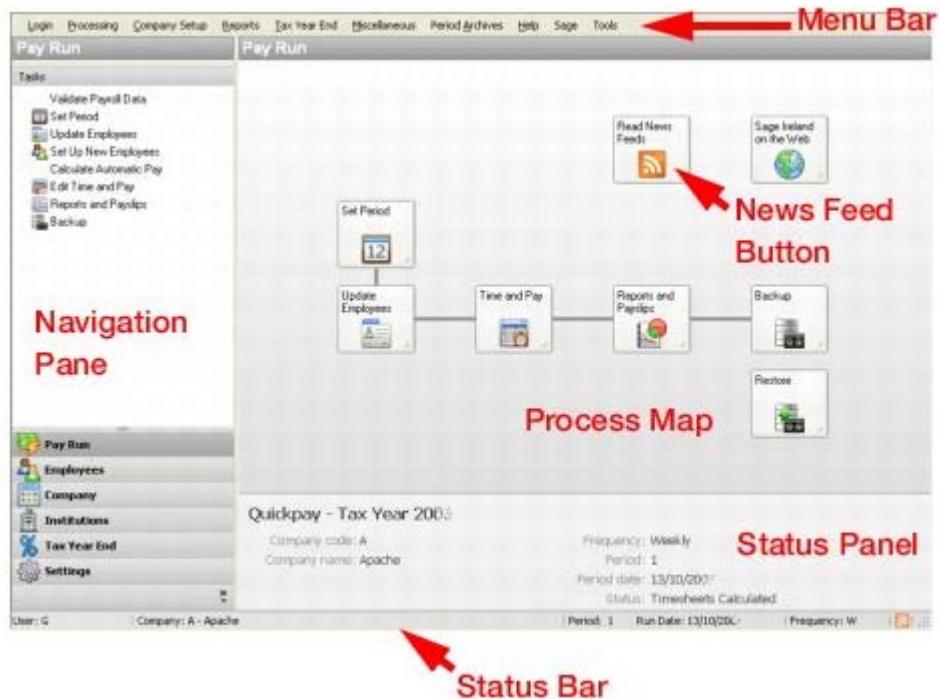 Login Processing Company Setup Reports Tax Year End Miscellaneous Period Archives Help Sage Tools
Menu Bar
Pay Run
Pay Run
Tasks
Validate Payroll Data
Set Period
Update Employees
Set Up New Employees
Calculate Automatic Pay
Edit Time and Pay
Reports and Payslips
Backup
Navigation
Pane
Pay Run
Employees
Company
Institutions
Tax Year End
Settings
Read News
Feeds
Sage Ireland
on the Web
News Feed
Button
Set Period
12
Update
Employees
Time and Pay
Reports and
Payslips
Backup
Restore
Process Map
Quickpay - Tax Year
Company code: A
Company name: Apache
Frequency: Weekly
Period: 1
Period date: 13/10/
Status: Timesheets Calculated
Status Panel
User: G Company: A - Apache Period: 1 Run Date: 13/10/ Frequency: W
Status Bar